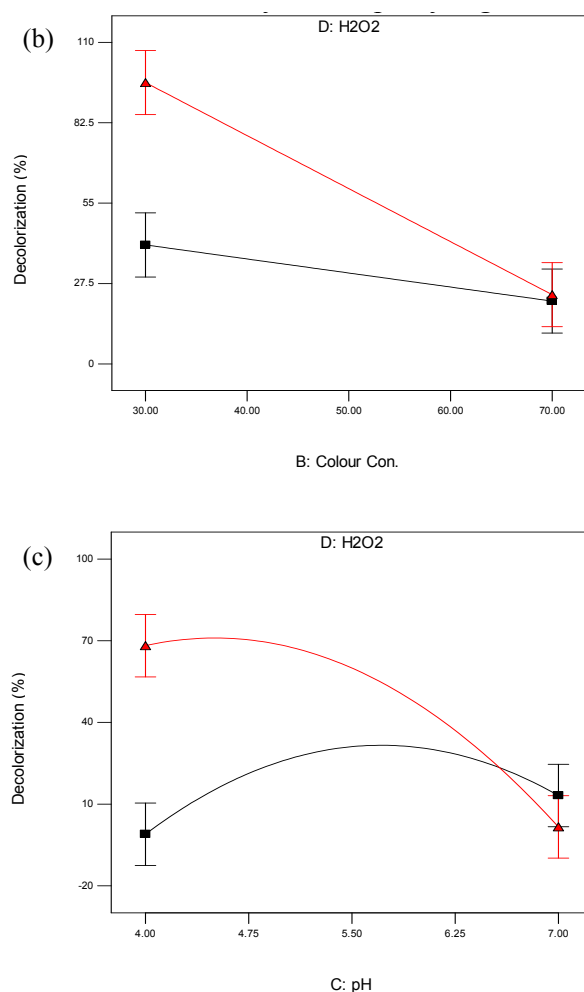 (b)
D: H2O2
110
82.5
55
27.5
0
Decolorization (%)
30.00 40.00 50.00 60.00 70.00
B: Colour Con.
(c)
D: H2O2
100
70
40
10
-20
Decolorization (%)
4.00 4.75 5.50 6.25 7.00
C: pH